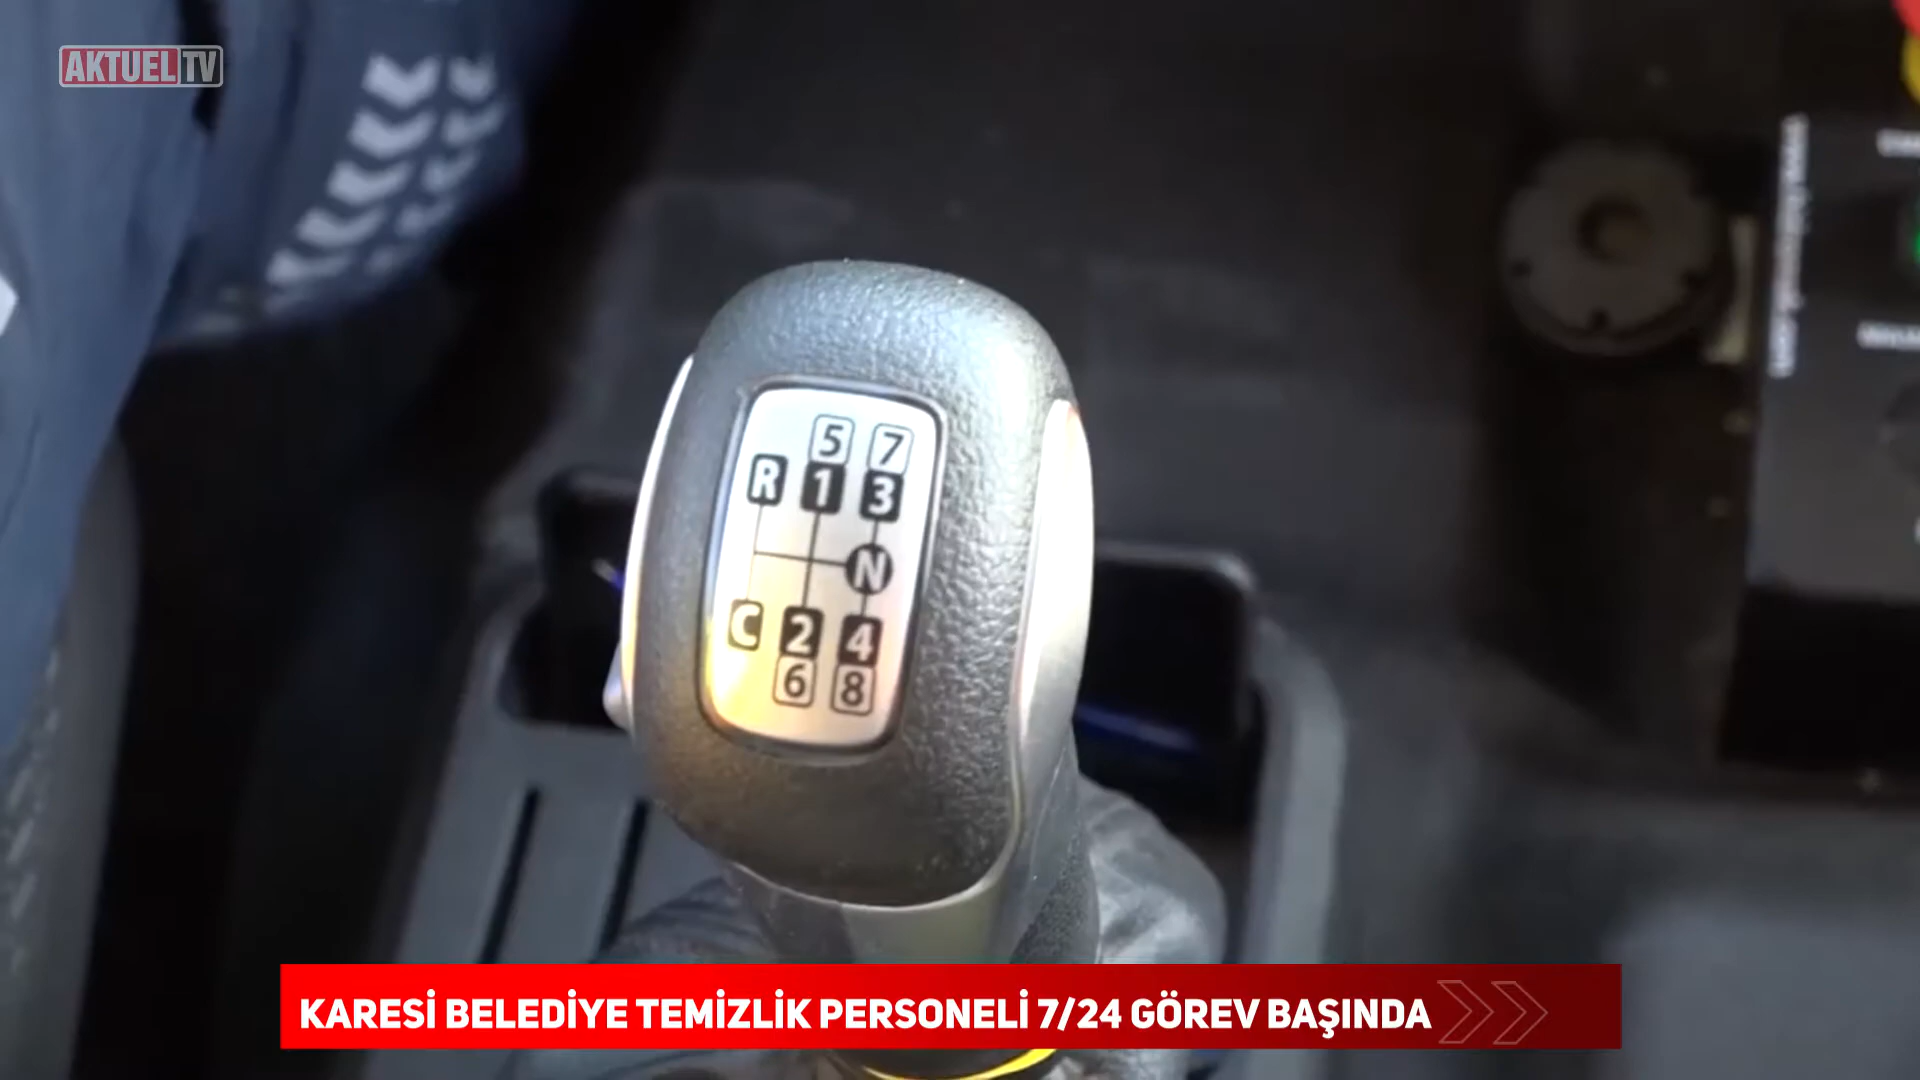 AKTUEL TV
5 7
R 1 3
N
C 2 4
6 8
KARESİ BELEDİYE TEMİZLİK PERSONELİ 7/24 GÖREV BAŞINDA